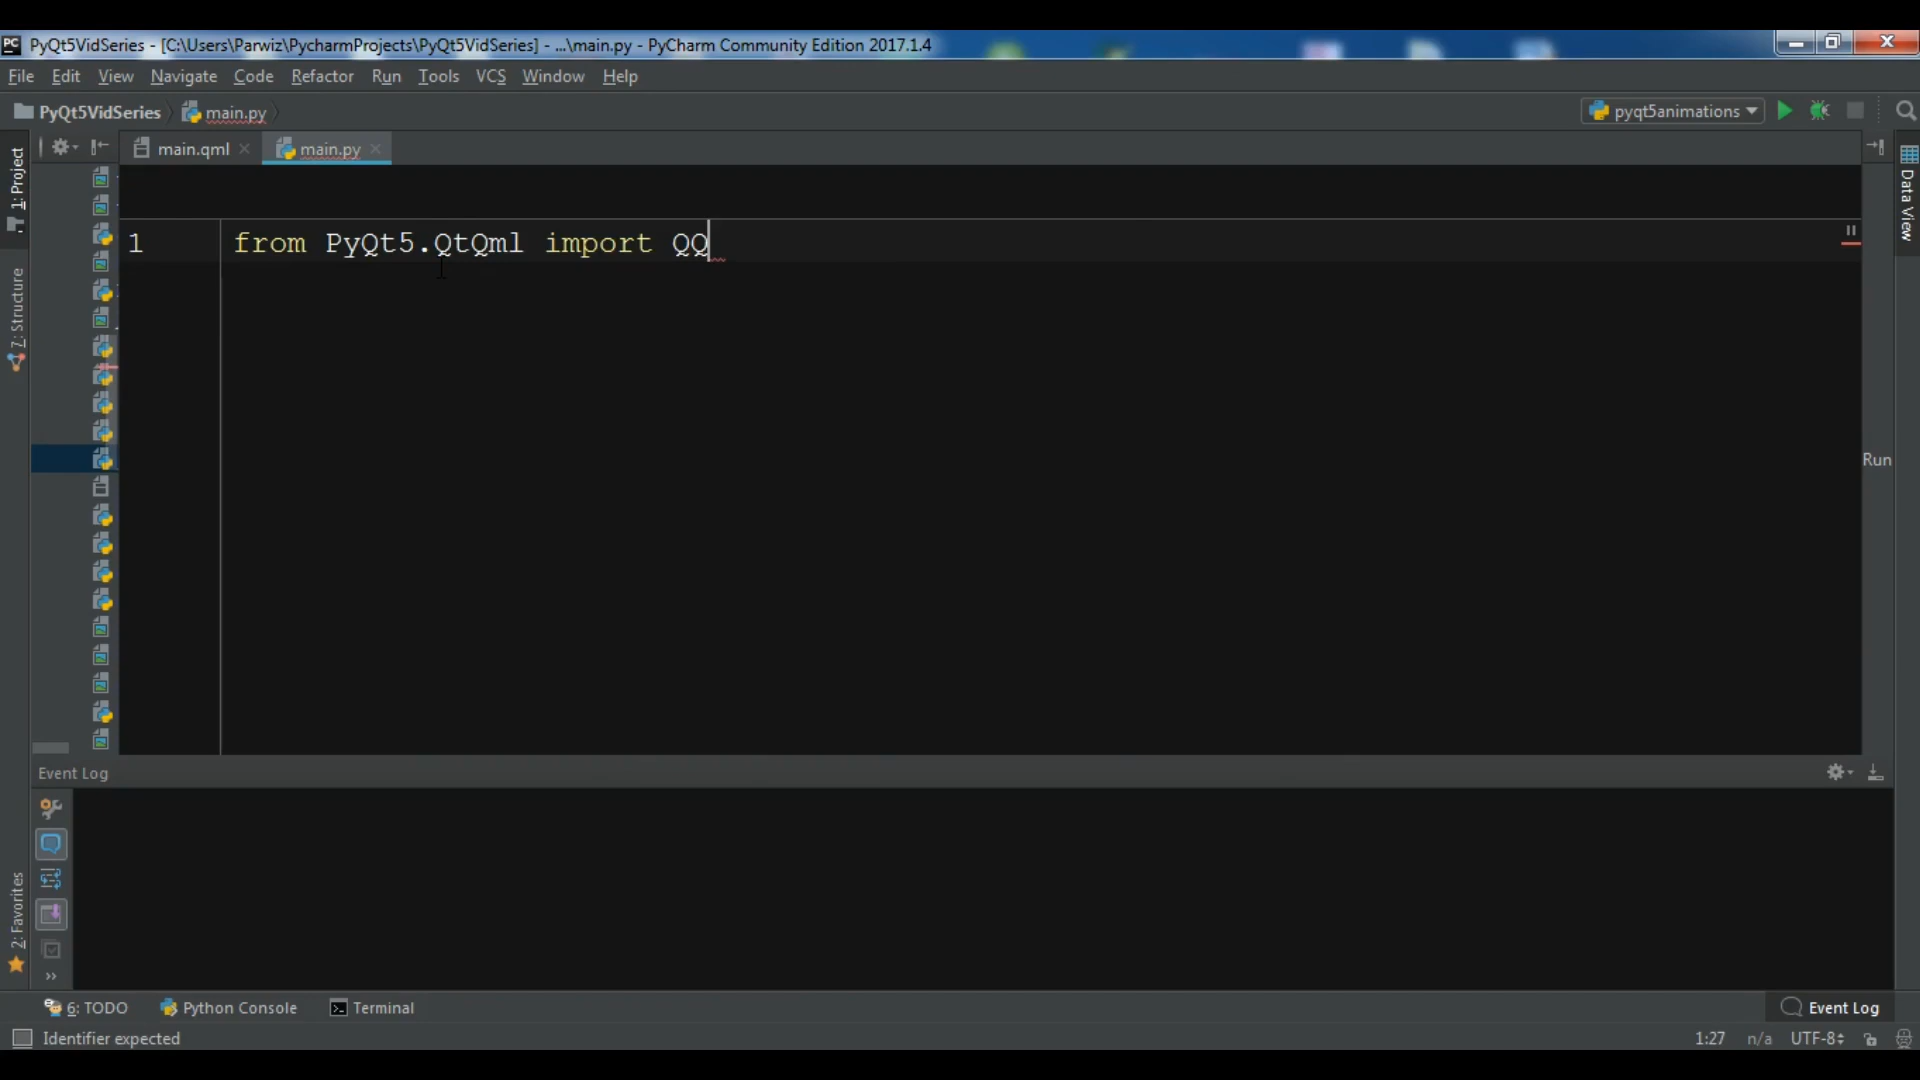 PyQt5VidSeries - [C:\Users\Parwiz\PycharmProjects\PyQt5VidSeries] - ...\main.py - PyCharm Community Edition 2017.1.4
File Edit View Navigate Code Refactor Run Tools VCS Window Help
PyQt5VidSeries main.py pyqt5animations
main.qml main.py
1: Project
7: Structure
2: Favorites
Data View
1 from PyQt5.QtQml import QQ
Run
Event Log
6: TODO Python Console Terminal Event Log
Identifier expected 1:27 n/a UTF-8